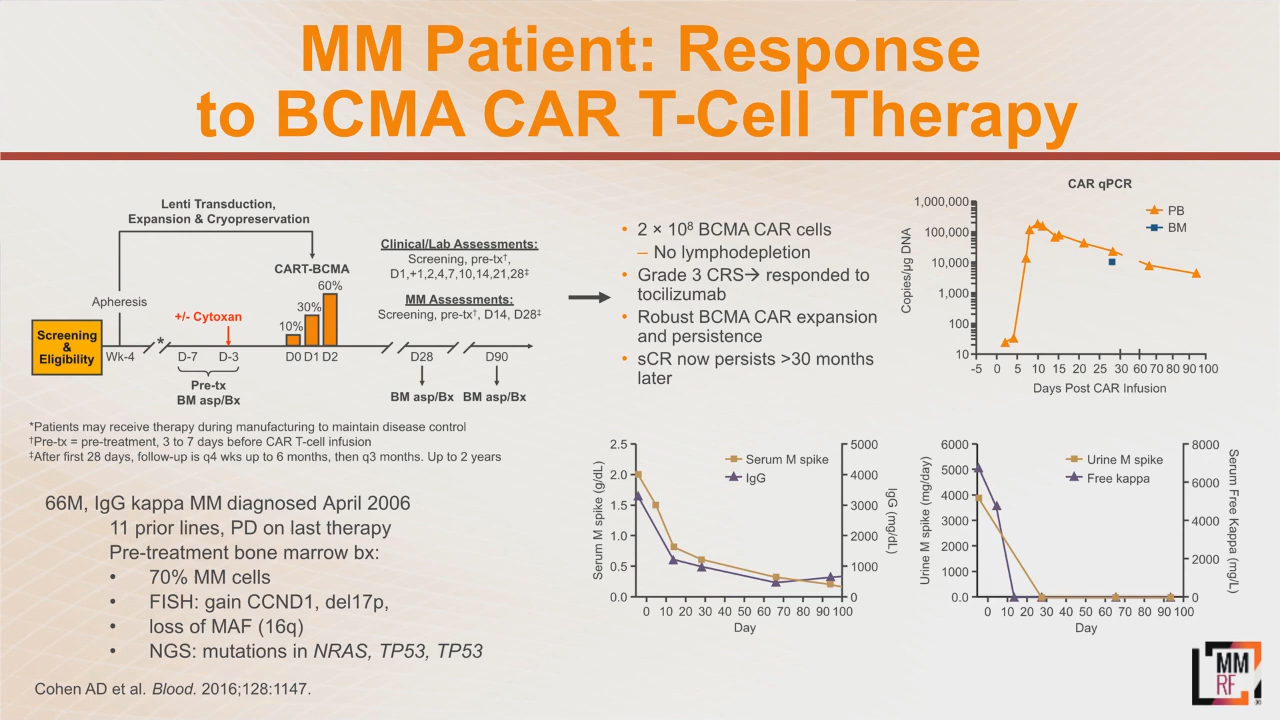 MM Patient: Response
to BCMA CAR T-Cell Therapy
Lenti Transduction,
Expansion & Cryopreservation
CART-BCMA
60%
30%
10%
Apheresis
+/- Cytoxan
Screening
&
Eligibility
*
Wk-4 D-7 D-3 D0 D1 D2 D28 D90
Pre-tx
BM asp/Bx
BM asp/Bx BM asp/Bx
Clinical/Lab Assessments:
Screening, pre-tx†,
D1,+1,2,4,7,10,14,21,28‡
MM Assessments:
Screening, pre-tx†, D14, D28‡
*Patients may receive therapy during manufacturing to maintain disease control
†Pre-tx = pre-treatment, 3 to 7 days before CAR T-cell infusion
‡After first 28 days, follow-up is q4 wks up to 6 months, then q3 months. Up to 2 years
66M, IgG kappa MM diagnosed April 2006
11 prior lines, PD on last therapy
Pre-treatment bone marrow bx:
• 70% MM cells
• FISH: gain CCND1, del17p,
• loss of MAF (16q)
• NGS: mutations in NRAS, TP53, TP53
Cohen AD et al. Blood. 2016;128:1147.
• 2 × 10⁸ BCMA CAR cells
– No lymphodepletion
• Grade 3 CRS→ responded to
tocilizumab
• Robust BCMA CAR expansion
and persistence
• sCR now persists >30 months
later
CAR qPCR
Copies/µg DNA
1,000,000
100,000
10,000
1,000
100
10
PB
BM
-5 0 5 10 15 20 25 30 60 70 80 90 100
Days Post CAR Infusion
Serum M spike (g/dL)
2.5
2.0
1.5
1.0
0.5
0.0
Serum M spike
IgG
5000
4000
3000
2000
1000
0
IgG (mg/dL)
0 10 20 30 40 50 60 70 80 90 100
Day
Urine M spike (mg/day)
6000
5000
4000
3000
2000
1000
0.0
Urine M spike
Free kappa
8000
6000
4000
2000
0
Serum Free Kappa (mg/L)
0 10 20 30 40 50 60 70 80 90 100
Day
MM
RF